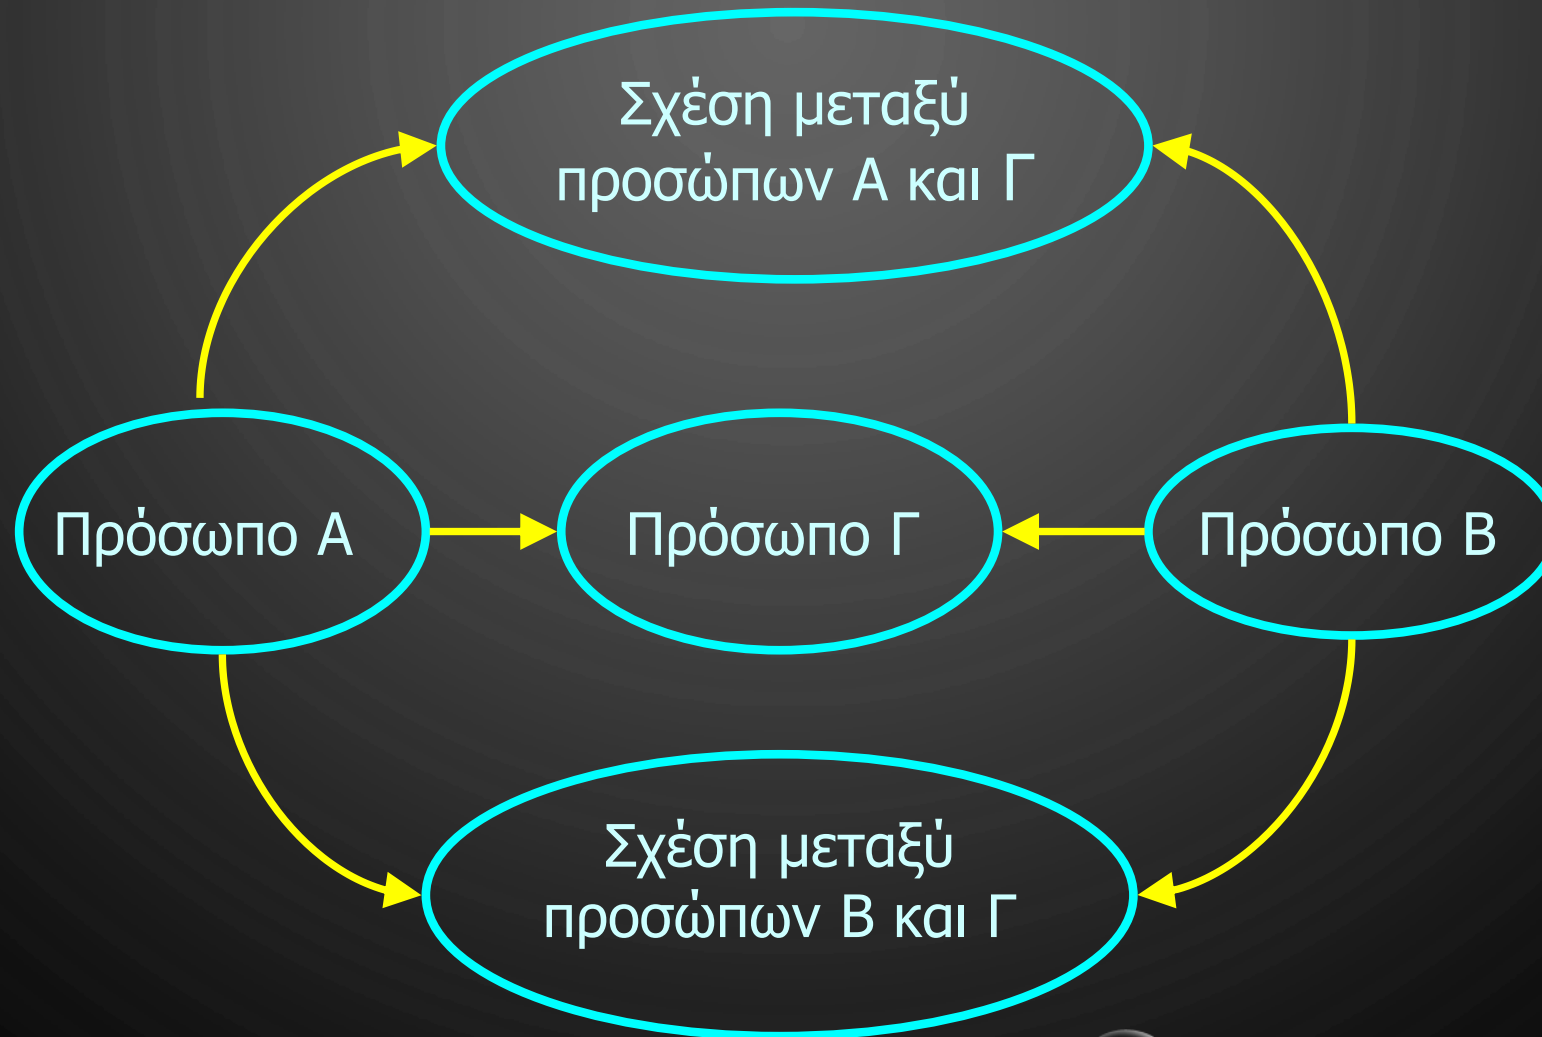 Σχέση μεταξύ
προσώπων Α και Γ
Πρόσωπο Α
Πρόσωπο Γ
Πρόσωπο Β
Σχέση μεταξύ
προσώπων Β και Γ